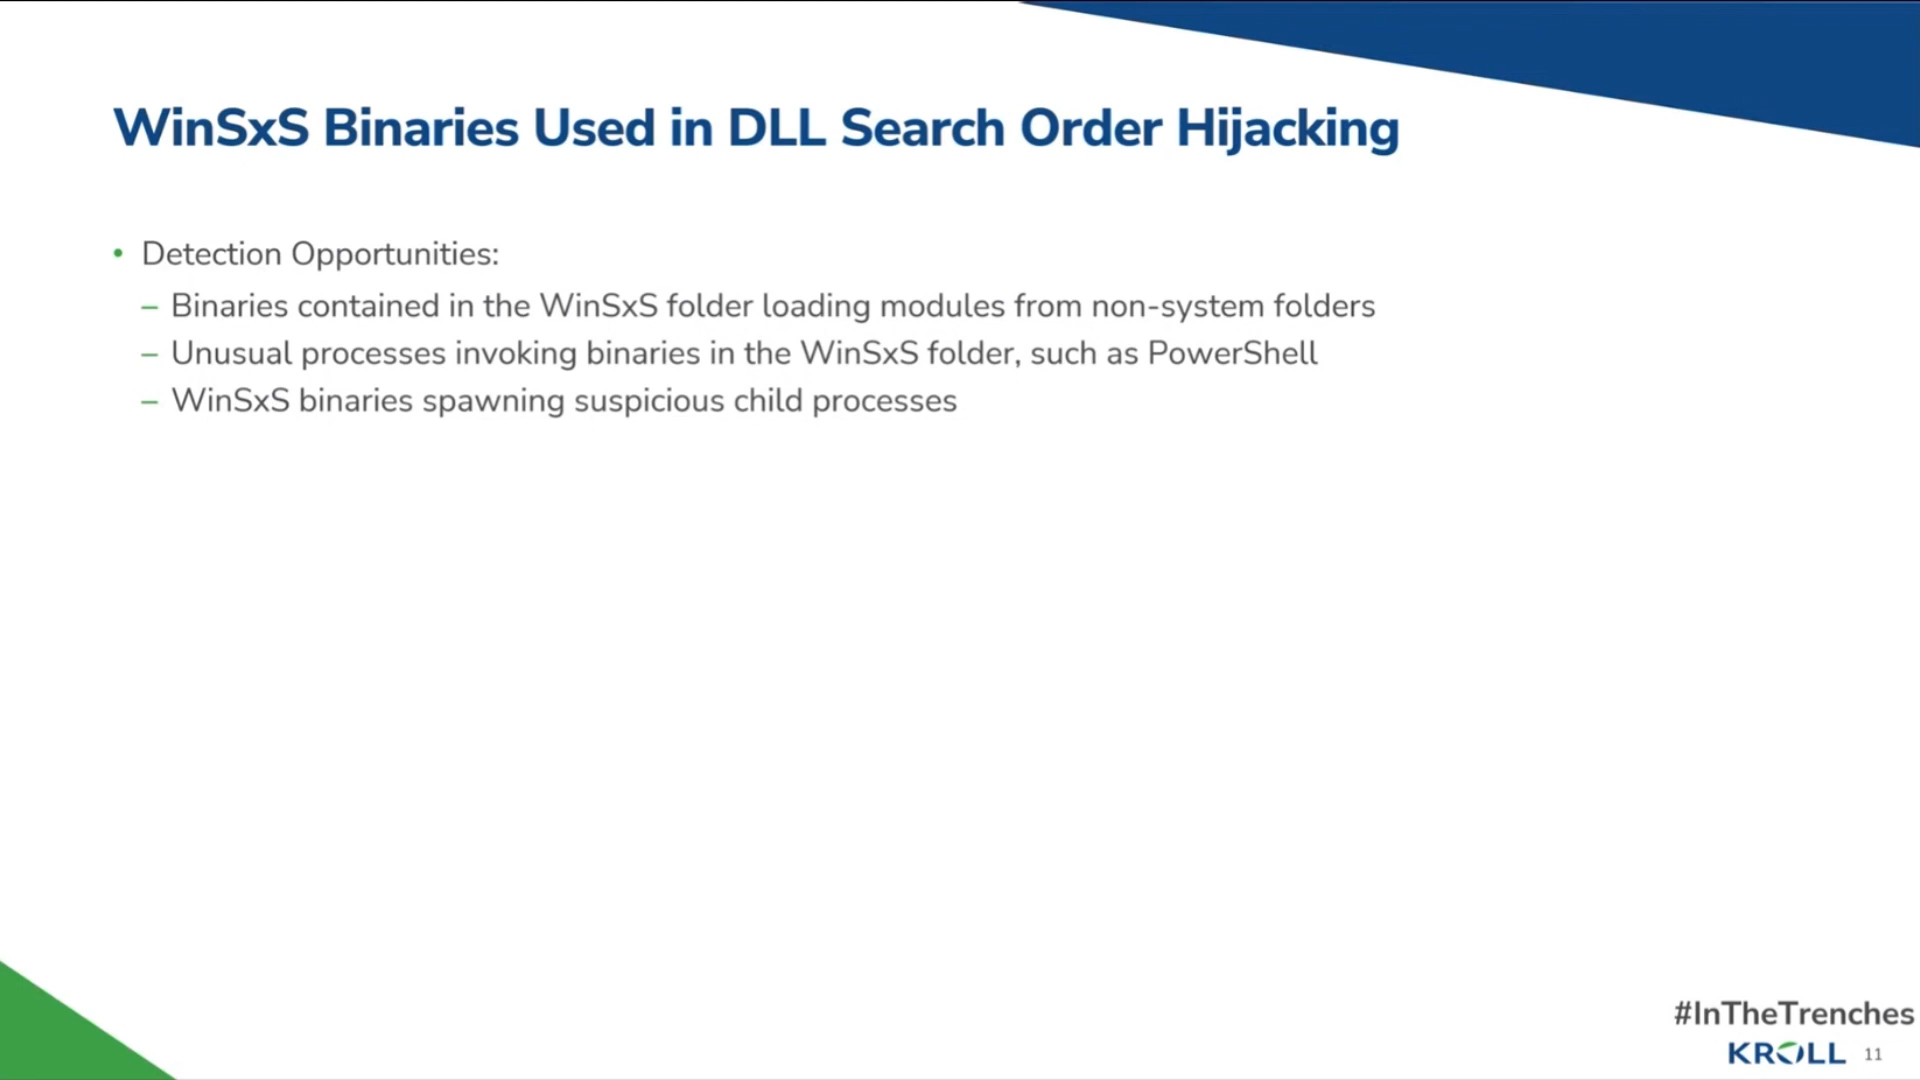 WinSxS Binaries Used in DLL Search Order Hijacking
• Detection Opportunities:
– Binaries contained in the WinSxS folder loading modules from non-system folders
– Unusual processes invoking binaries in the WinSxS folder, such as PowerShell
– WinSxS binaries spawning suspicious child processes
#InTheTrenches
KROLL 11